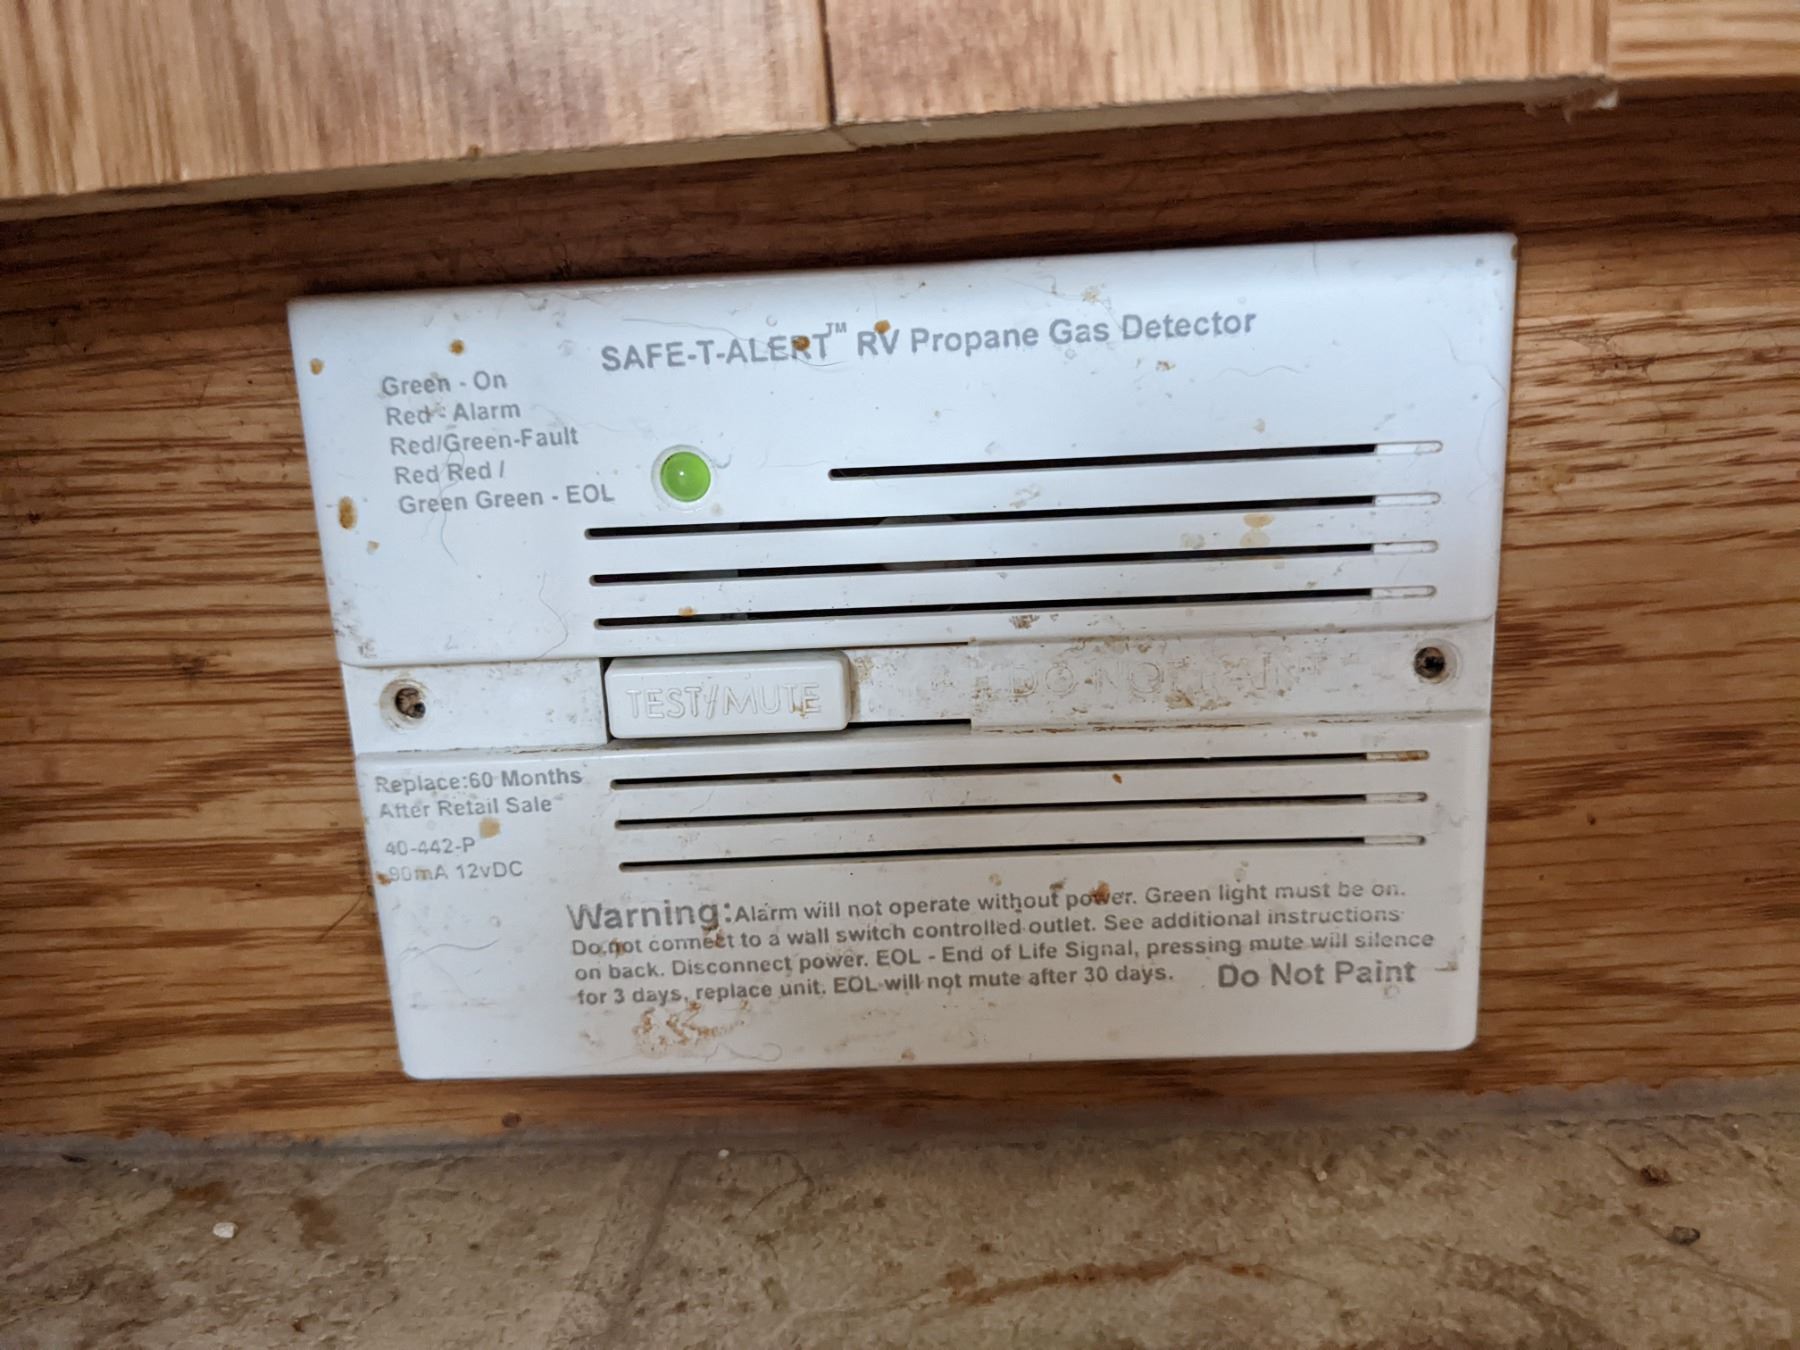 SAFE-T-ALERT™ RV Propane Gas Detector
Green - On
Red - Alarm
Red/Green-Fault
Red Red /
Green Green - EOL
TEST/MUTE
DO NOT PAINT
Replace:60 Months
After Retail Sale
40-442-P
90mA 12vDC
Warning: Alarm will not operate without power. Green light must be on.
Do not connect to a wall switch controlled outlet. See additional instructions
on back. Disconnect power. EOL - End of Life Signal, pressing mute will silence
for 3 days, replace unit. EOL will not mute after 30 days. Do Not Paint